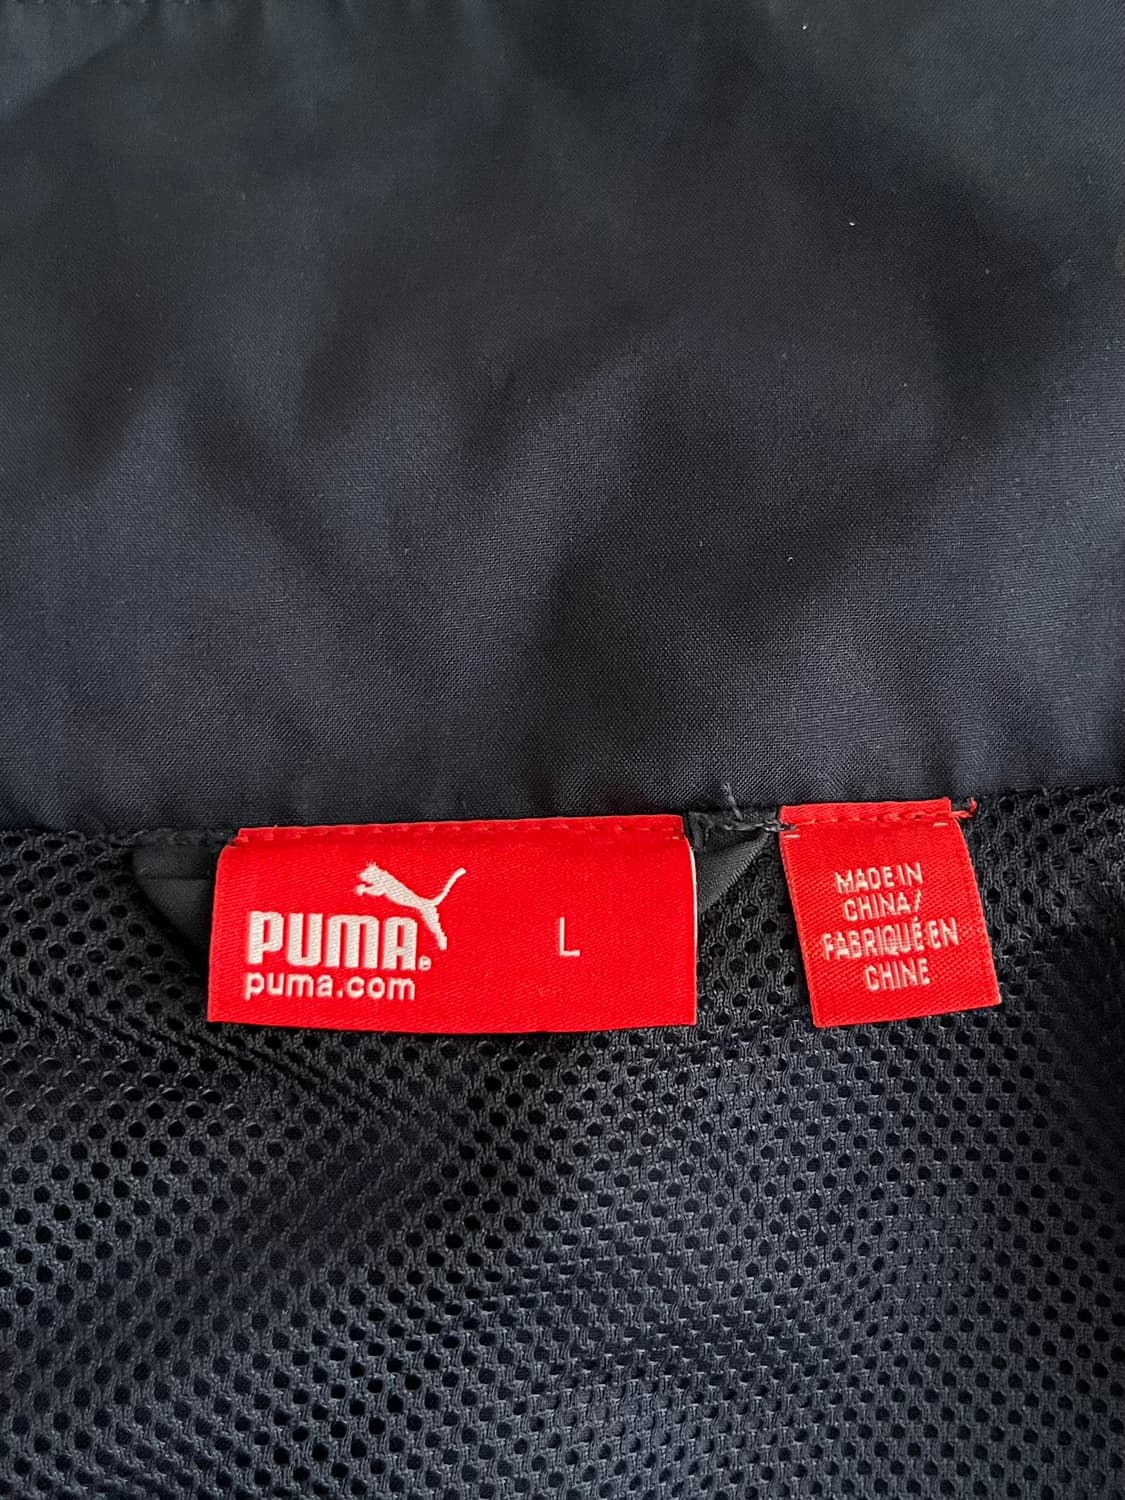 PUMA®
puma.com
L
MADE IN
CHINA/
FABRIQUÉ EN
CHINE